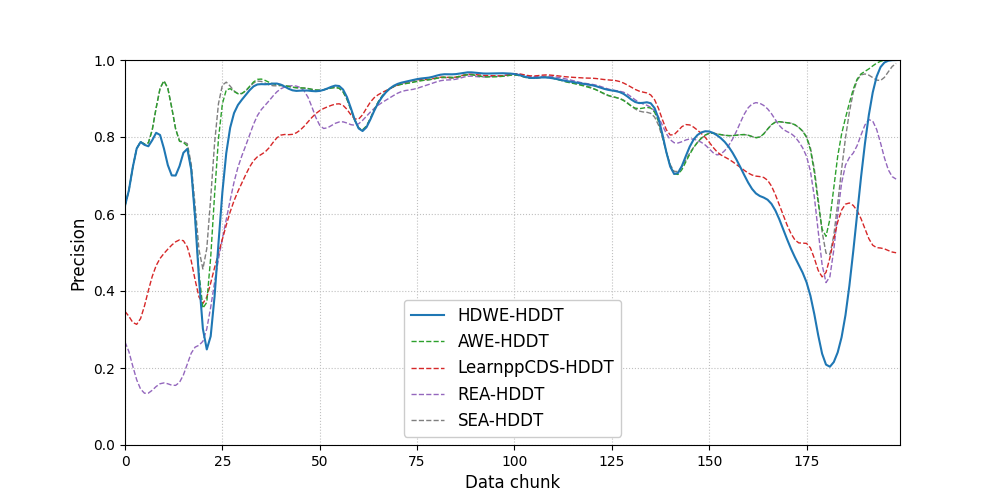 1.0
0.8
0.6
0.4
0.2
0.0
Precision
HDWE-HDDT
AWE-HDDT
LearnppCDS-HDDT
REA-HDDT
SEA-HDDT
0 25 50 75 100 125 150 175
Data chunk